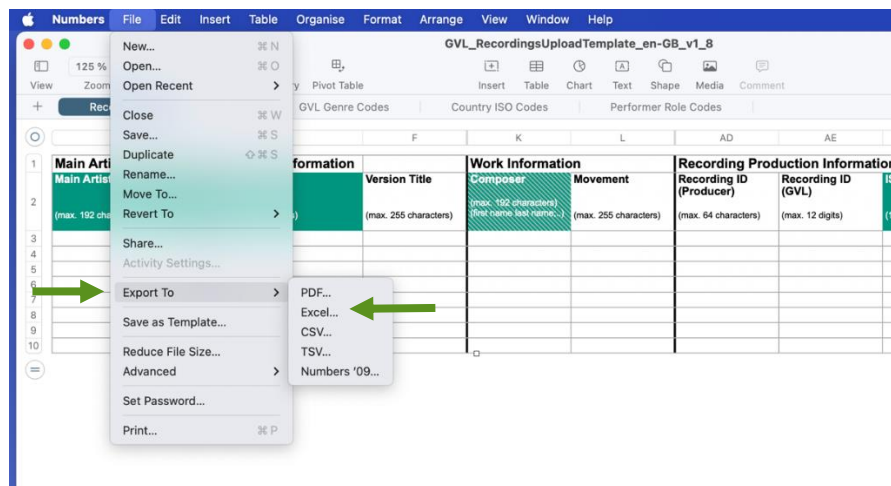 Numbers File Edit Insert Table Organise Format Arrange View Window Help
GVL_RecordingsUploadTemplate_en-GB_v1_8
125 %
View Zoom Pivot Table Insert Table Chart Text Shape Media Comment
GVL Genre Codes Country ISO Codes Performer Role Codes
New... ⌘ N
Open... ⌘ O
Open Recent >
Close ⌘ W
Save... ⌘ S
Duplicate ⇧ ⌘ S
Rename...
Move To...
Revert To >
Share...
Activity Settings...
Export To >
Save as Template...
Reduce File Size...
Advanced >
Set Password...
Print... ⌘ P
PDF...
Excel...
CSV...
TSV...
Numbers '09...
F K L AD AE
1 Main Work Information Recording Production
2 Main
Version Title
(max. 255 characters)
Composer
(max. 192 characters)
(first name last name;..)
Movement
(max. 255 characters)
Recording ID
(Producer)
(max. 64 characters)
Recording ID
(GVL)
(max. 12 digits)
(max. 192
3
4
5
6
7
8
9
10